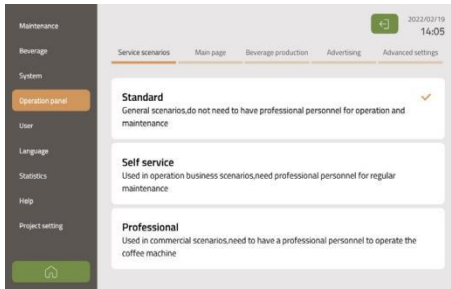 Maintenance
Beverage
System
Operation panel
User
Language
Statistics
Help
Project setting
2022/02/19
14:05
Service scenarios Main page Beverage production Advertising Advanced settings
Standard
General scenarios,do not need to have professional personnel for operation and
maintenance
Self service
Used in operation business scenarios,need professional personnel for regular
maintenance
Professional
Used in commercial scenarios,need to have a professional personnel to operate the
coffee machine